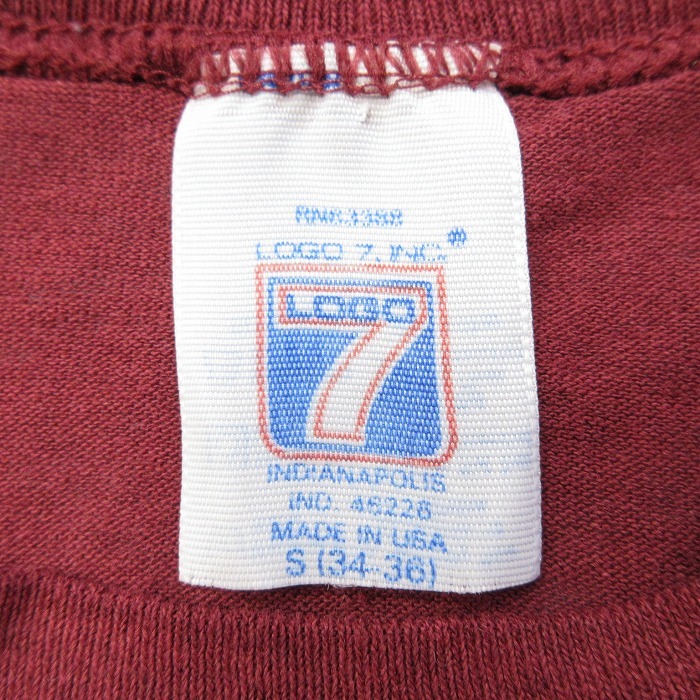 RN63388
LOGO 7, INC.®
LOGO
7
INDIANAPOLIS
IND. 46226
MADE IN USA
S (34-36)